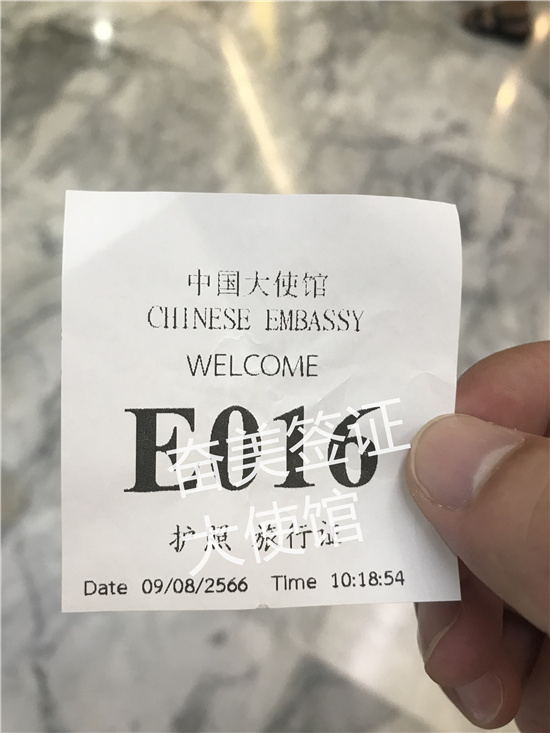 中国大使馆
CHINESE EMBASSY
WELCOME
E016
奋美签证
护照 旅行证
大使馆
Date 09/08/2566 Time 10:18:54